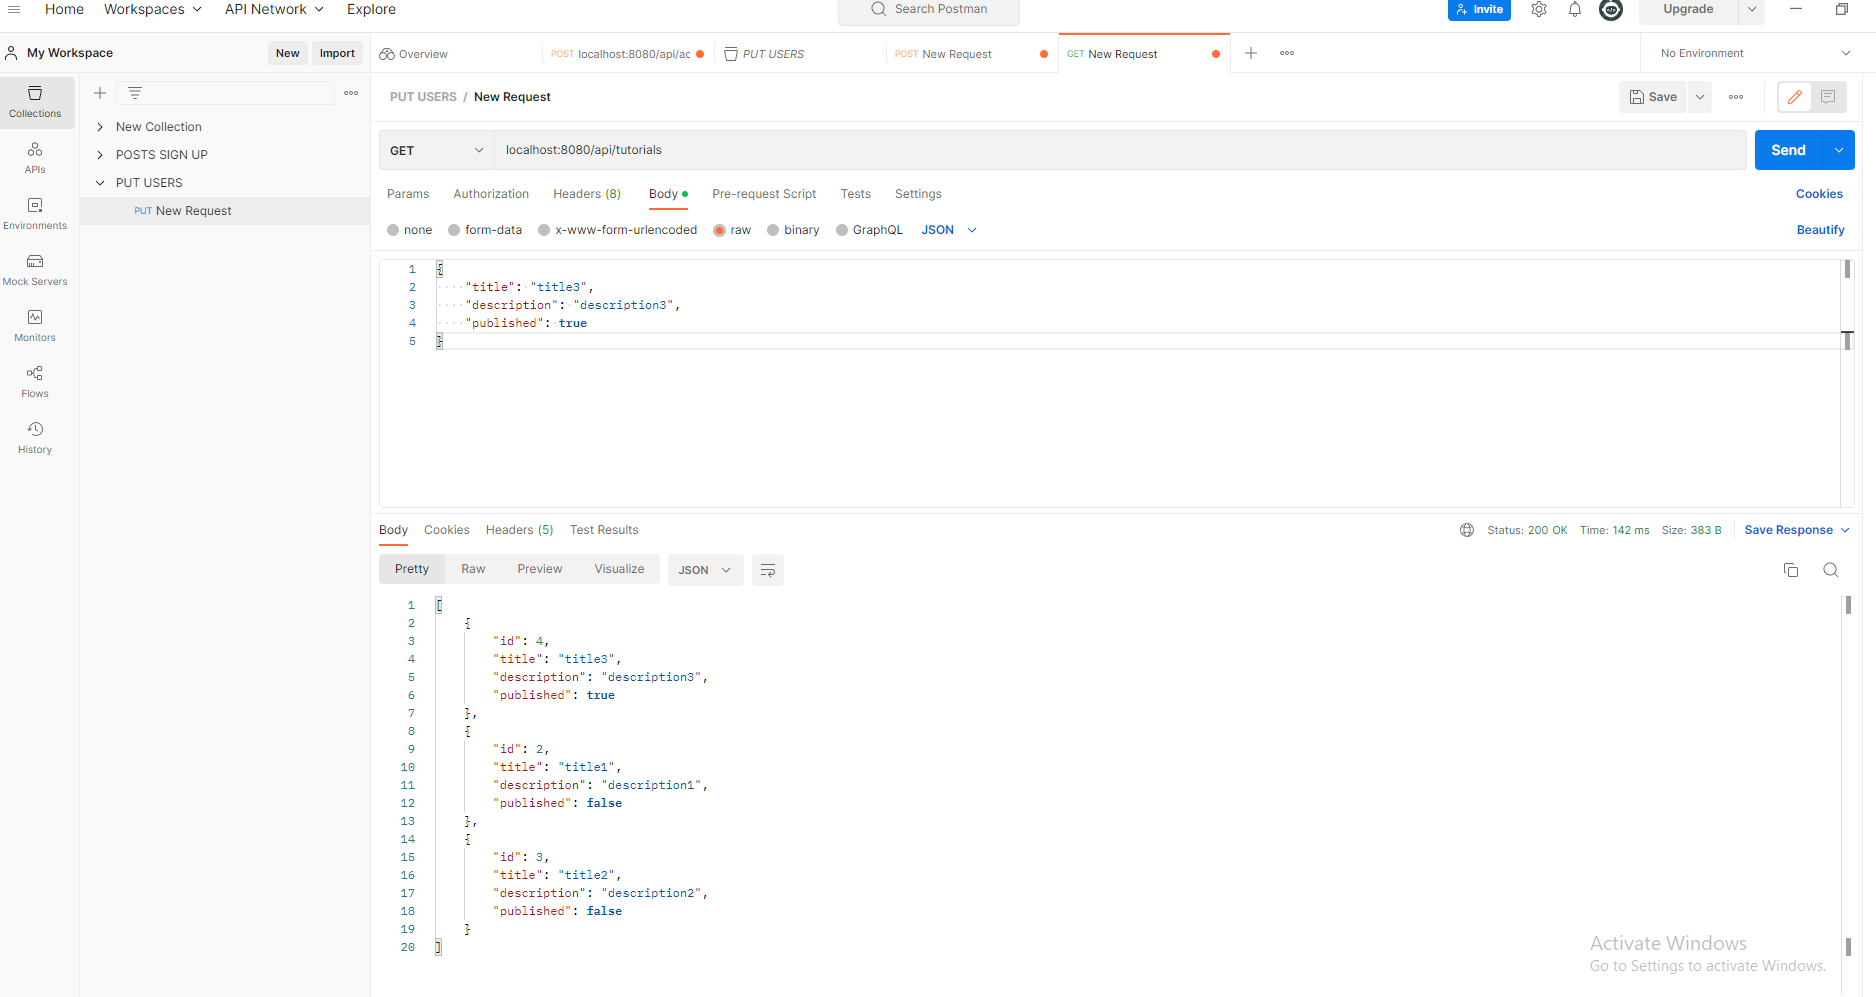 Home Workspaces API Network Explore Search Postman Invite Upgrade
My Workspace New Import Overview POST localhost:8080/api/ac PUT USERS POST New Request GET New Request No Environment
Collections
APIs
Environments
Mock Servers
Monitors
Flows
History
New Collection
POSTS SIGN UP
PUT USERS
PUT New Request
PUT USERS / New Request Save
GET localhost:8080/api/tutorials Send
Params Authorization Headers (8) Body Pre-request Script Tests Settings Cookies
none form-data x-www-form-urlencoded raw binary GraphQL JSON Beautify
1 {
2 "title": "title3",
3 "description": "description3",
4 "published": true
5 }
Body Cookies Headers (5) Test Results Status: 200 OK Time: 142 ms Size: 383 B Save Response
Pretty Raw Preview Visualize JSON
1 [
2 {
3 "id": 4,
4 "title": "title3",
5 "description": "description3",
6 "published": true
7 },
8 {
9 "id": 2,
10 "title": "title1",
11 "description": "description1",
12 "published": false
13 },
14 {
15 "id": 3,
16 "title": "title2",
17 "description": "description2",
18 "published": false
19 }
20 ]
Activate Windows
Go to Settings to activate Windows.